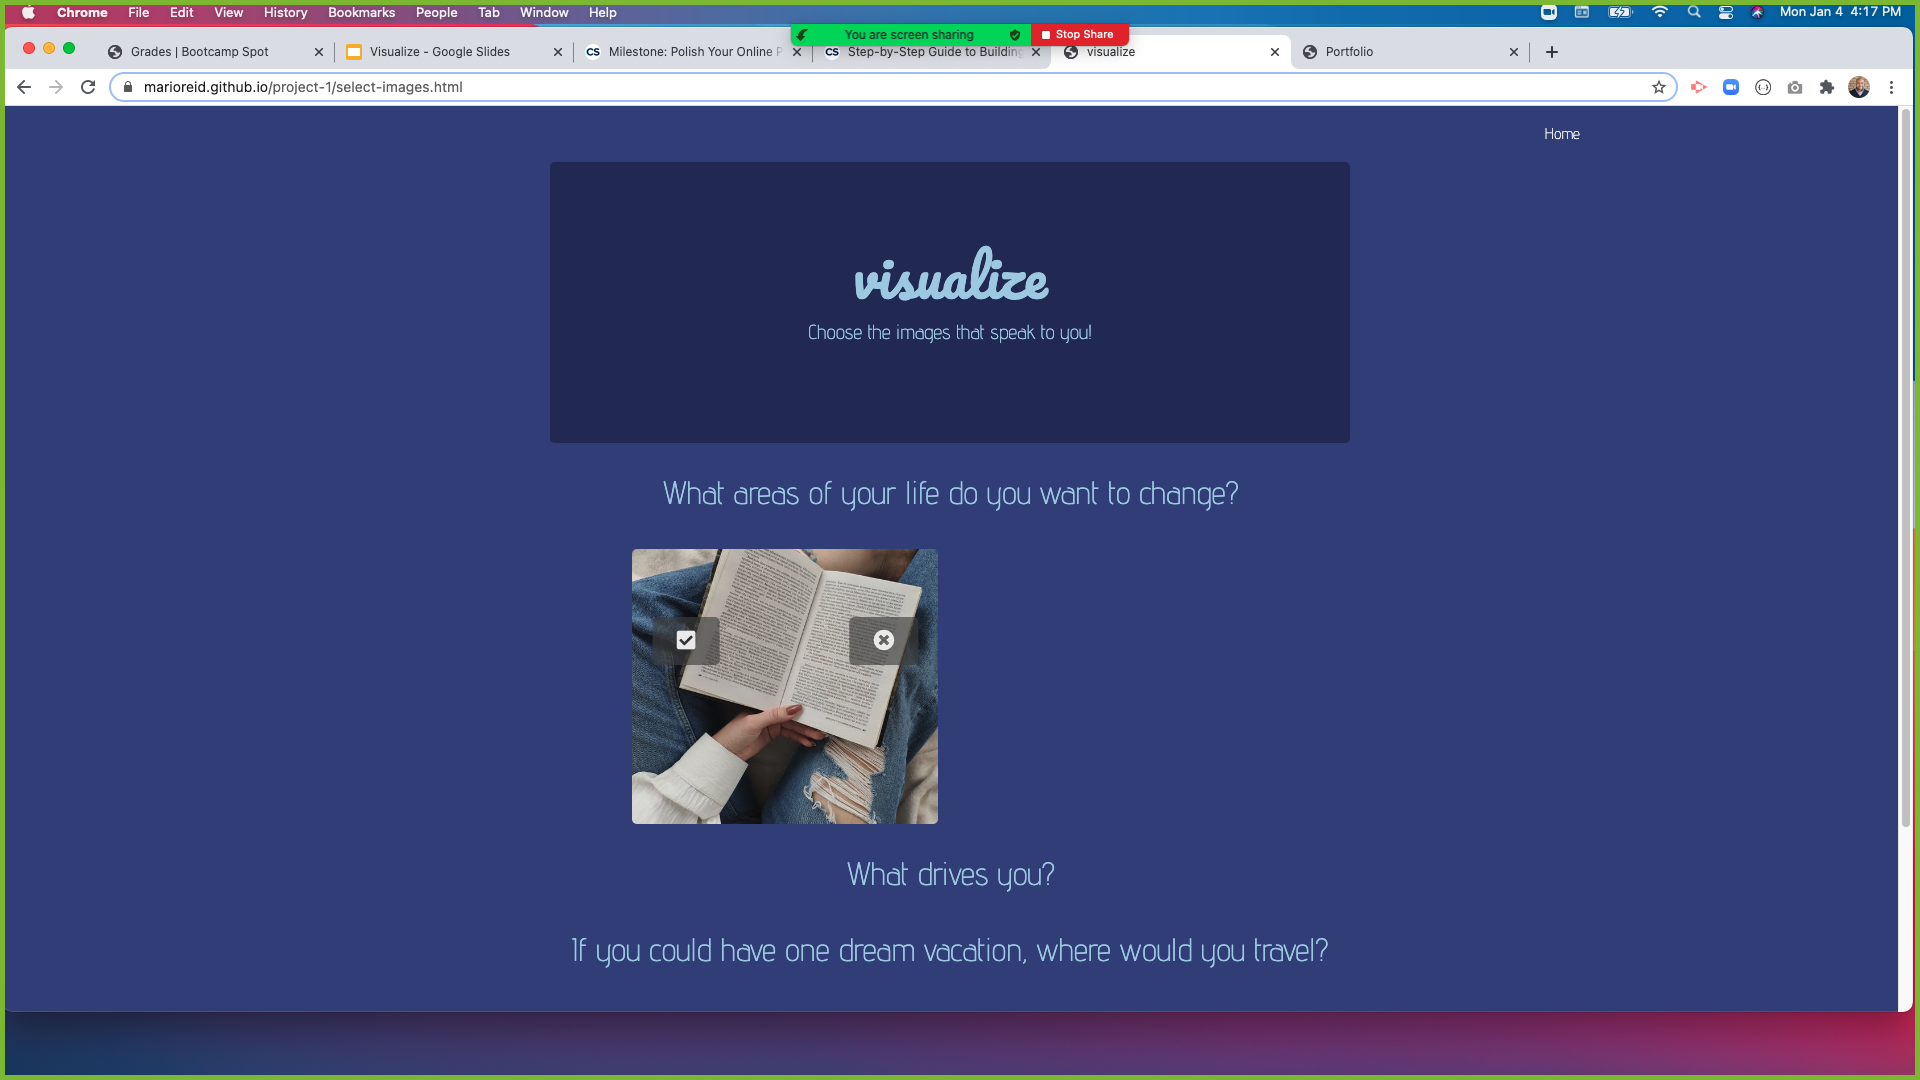 Chrome File Edit View History Bookmarks People Tab Window Help
Mon Jan 4 4:17 PM
You are screen sharing
Stop Share
Grades | Bootcamp Spot
Visualize - Google Slides
CS Milestone: Polish Your Online P
CS Step-by-Step Guide to Building
visualize
Portfolio
marioreid.github.io/project-1/select-images.html
Home
visualize
Choose the images that speak to you!
What areas of your life do you want to change?
What drives you?
If you could have one dream vacation, where would you travel?